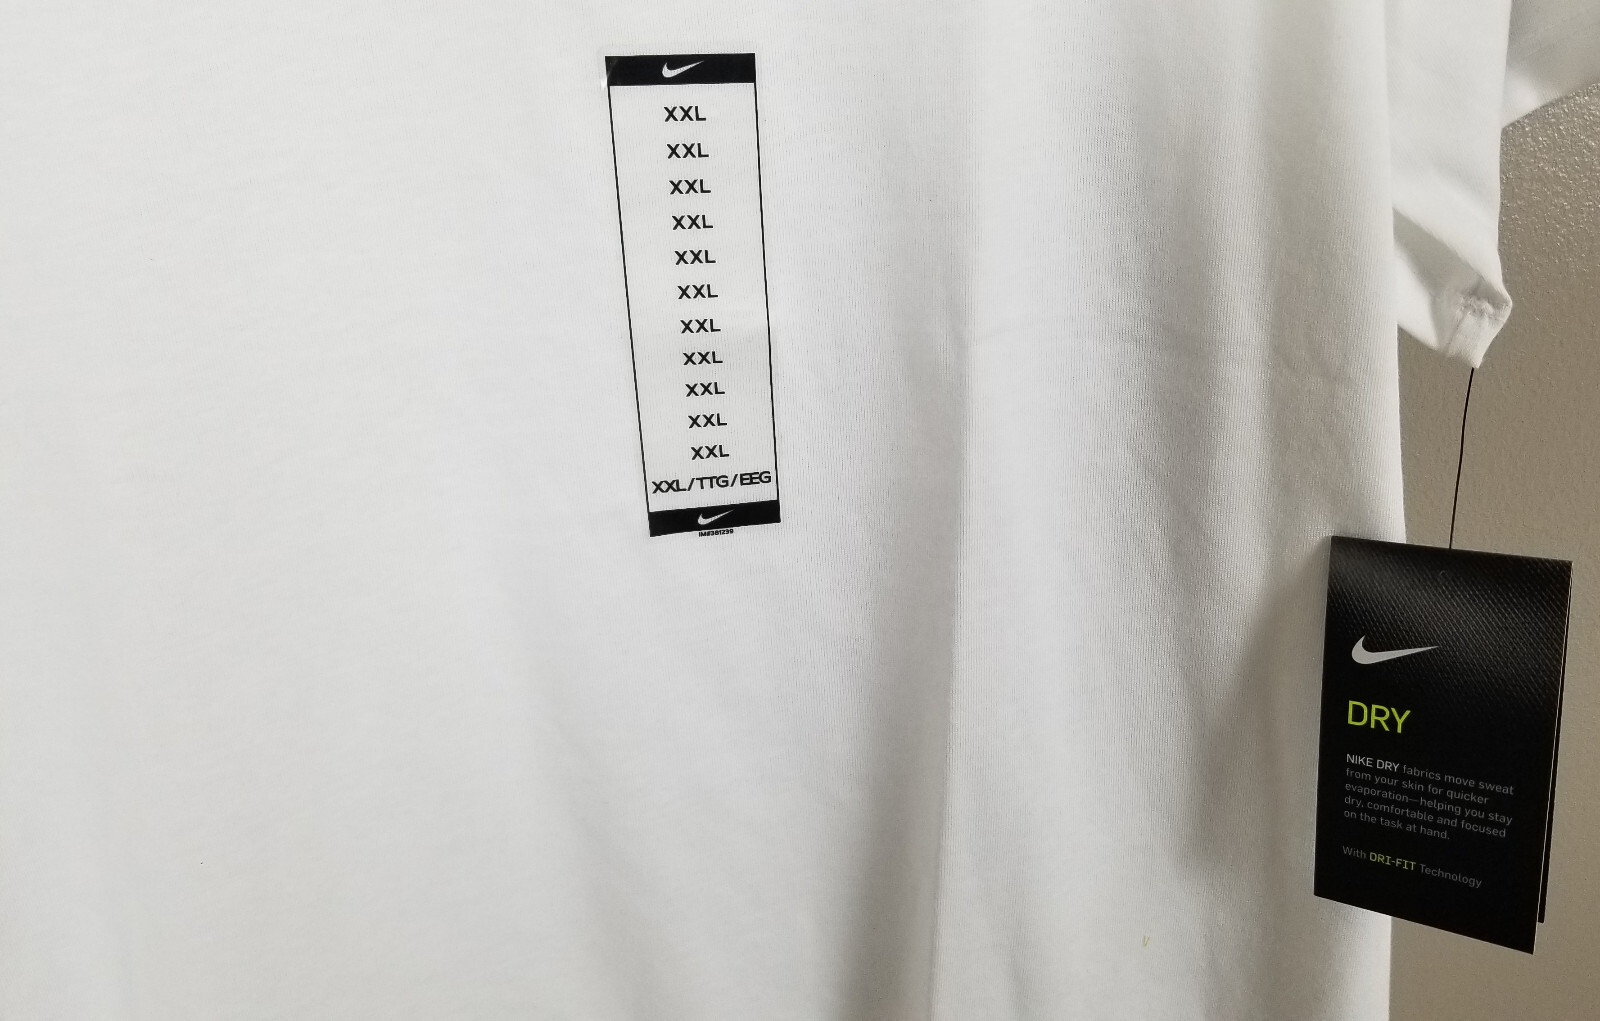 XXL
XXL
XXL
XXL
XXL
XXL
XXL
XXL
XXL
XXL
XXL
XXL/TTG/EEG
IM#381239
DRY
NIKE DRY fabrics move sweat
from your skin for quicker
evaporation—helping you stay
dry, comfortable and focused
on the task at hand.
With DRI-FIT Technology